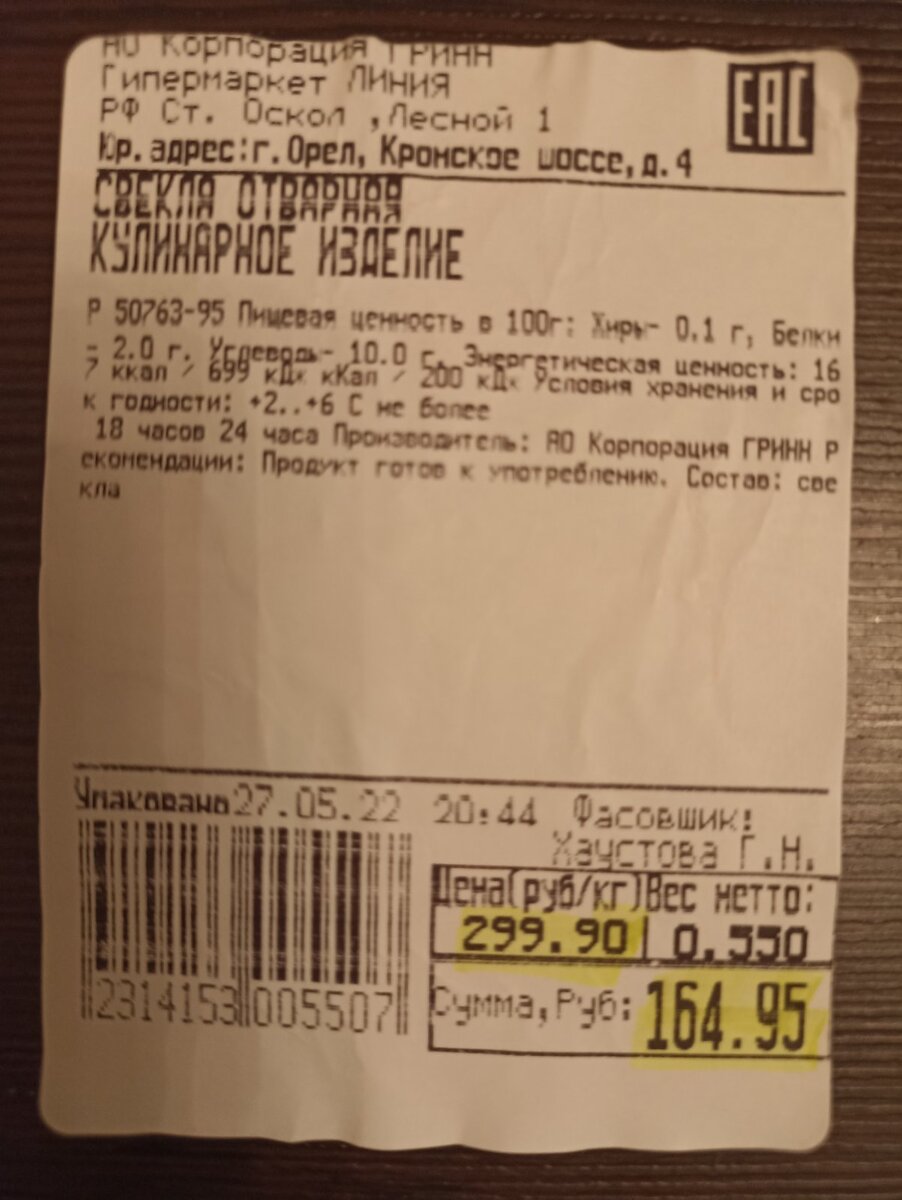 АО Корпорация ГРИНН
Гипермаркет ЛИНИЯ
РФ Ст. Оскол ,Лесной 1
EAC
Юр.адрес:г.Орел, Кромское шоссе,д.4
СВЕКЛА ОТВАРНАЯ
КУЛИНАРНОЕ ИЗДЕЛИЕ
Р 50763-95 Пищевая ценность в 100г: Жиры- 0.1 г, Белки
- 2.0 г. Углеводы- 10.0 г. Энергетическая ценность: 16
7 ккал / 699 кДж кКал / 200 кДж Условия хранения и сро
к годности: +2..+6 С не более
18 часов 24 часа Производитель: АО Корпорация ГРИНН Р
екомендации: Продукт готов к употреблению. Состав: све
кла
Упаковано 27.05.22 20:44 Фасовщик:
Хаустова Г.Н.
Цена(руб/кг) Вес нетто:
299.90 0.550
Сумма,Руб: 164.95
2314153 005507